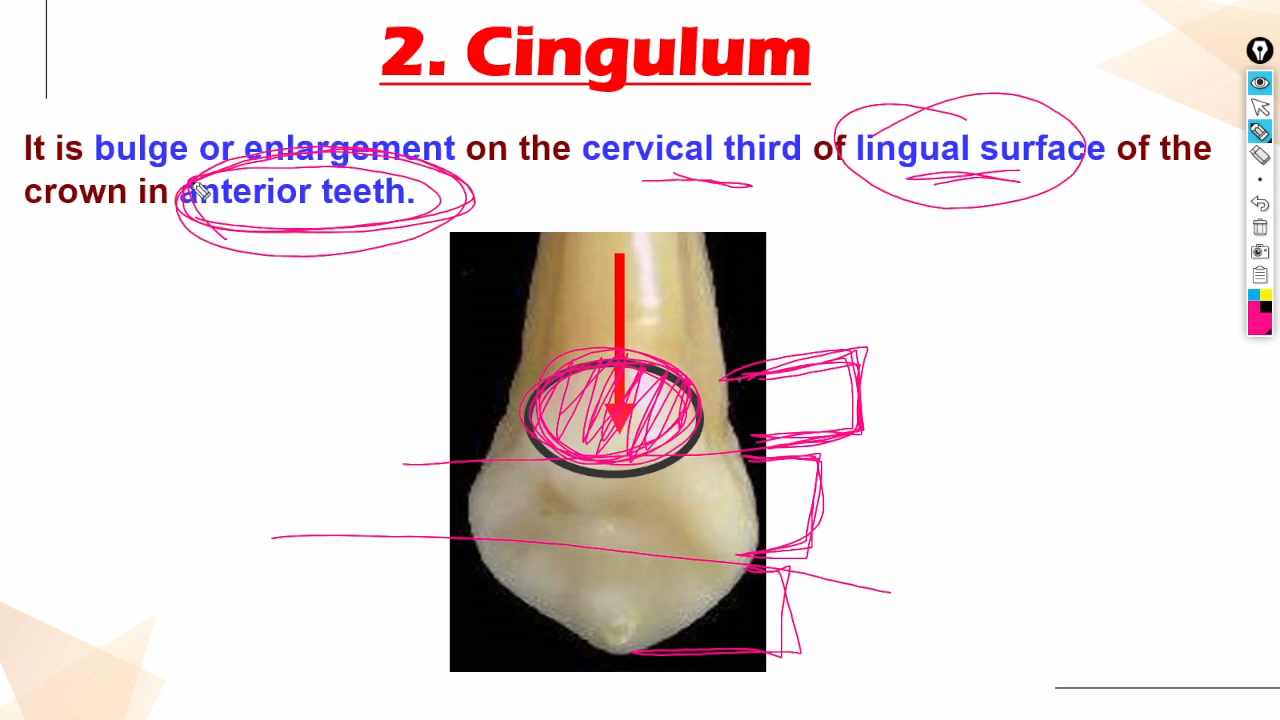 2. Cingulum
It is bulge or enlargement on the cervical third of lingual surface of the
crown in anterior teeth.